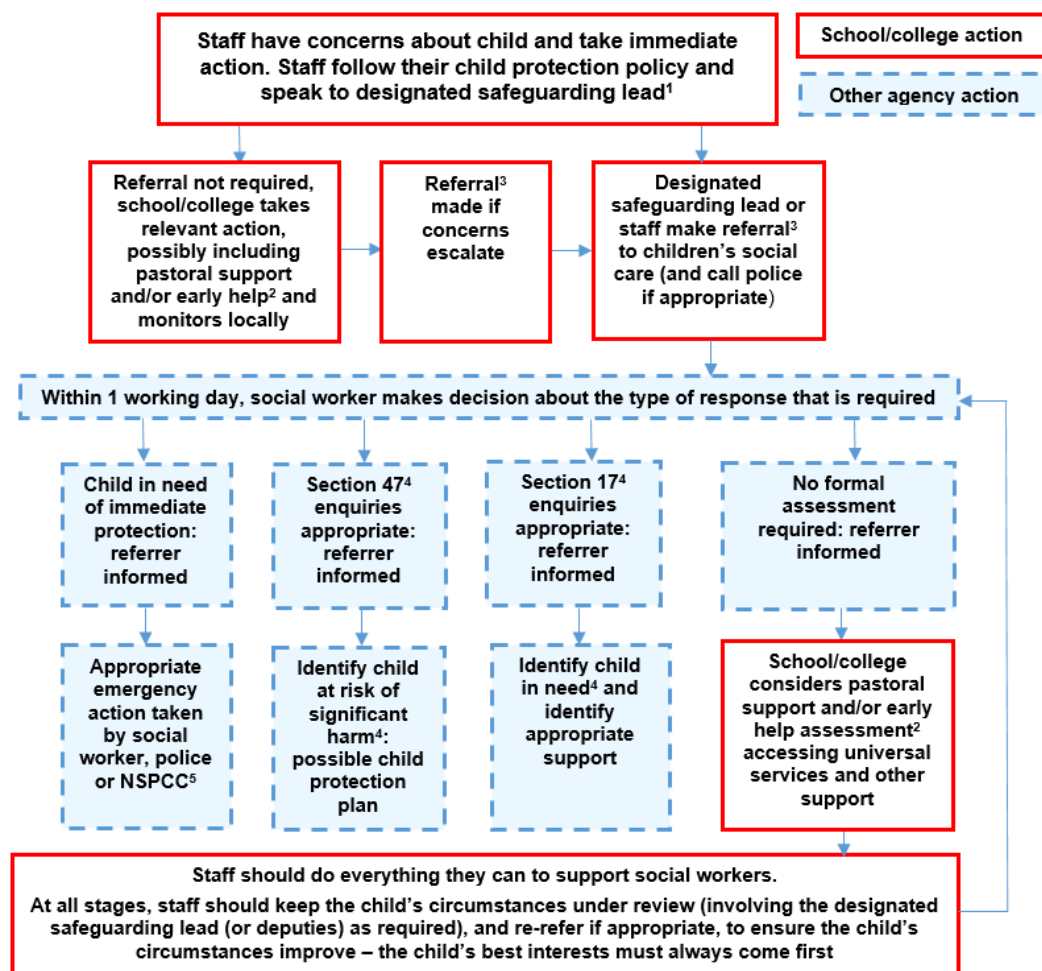 Staff have concerns about child and take immediate
action. Staff follow their child protection policy and
speak to designated safeguarding lead¹
School/college action
Other agency action
Referral not required,
school/college takes
relevant action,
possibly including
pastoral support
and/or early help² and
monitors locally
Referral³
made if
concerns
escalate
Designated
safeguarding lead or
staff make referral³
to children’s social
care (and call police
if appropriate)
Within 1 working day, social worker makes decision about the type of response that is required
Child in need
of immediate
protection:
referrer
informed
Section 47⁴
enquiries
appropriate:
referrer
informed
Section 17⁴
enquiries
appropriate:
referrer
informed
No formal
assessment
required: referrer
informed
Appropriate
emergency
action taken
by social
worker, police
or NSPCC⁵
Identify child
at risk of
significant
harm⁴:
possible child
protection
plan
Identify child
in need⁴ and
identify
appropriate
support
School/college
considers pastoral
support and/or early
help assessment²
accessing universal
services and other
support
Staff should do everything they can to support social workers.
At all stages, staff should keep the child’s circumstances under review (involving the designated
safeguarding lead (or deputies) as required), and re-refer if appropriate, to ensure the child’s
circumstances improve – the child’s best interests must always come first